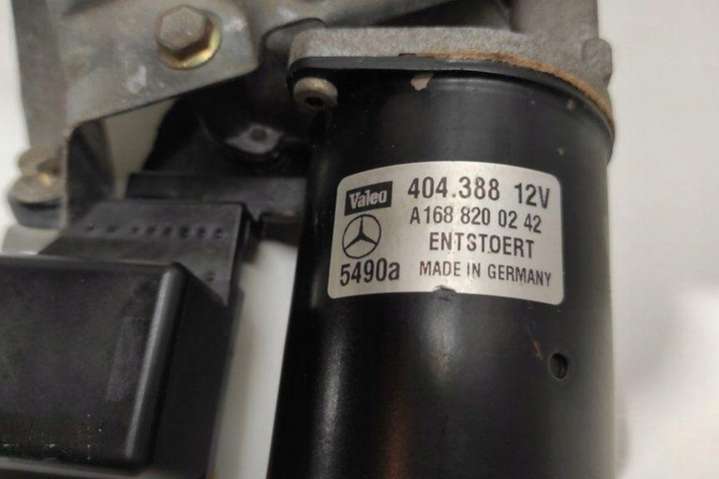 Valeo 404.388 12V
A168 820 02 42
ENTSTOERT
5490a MADE IN GERMANY